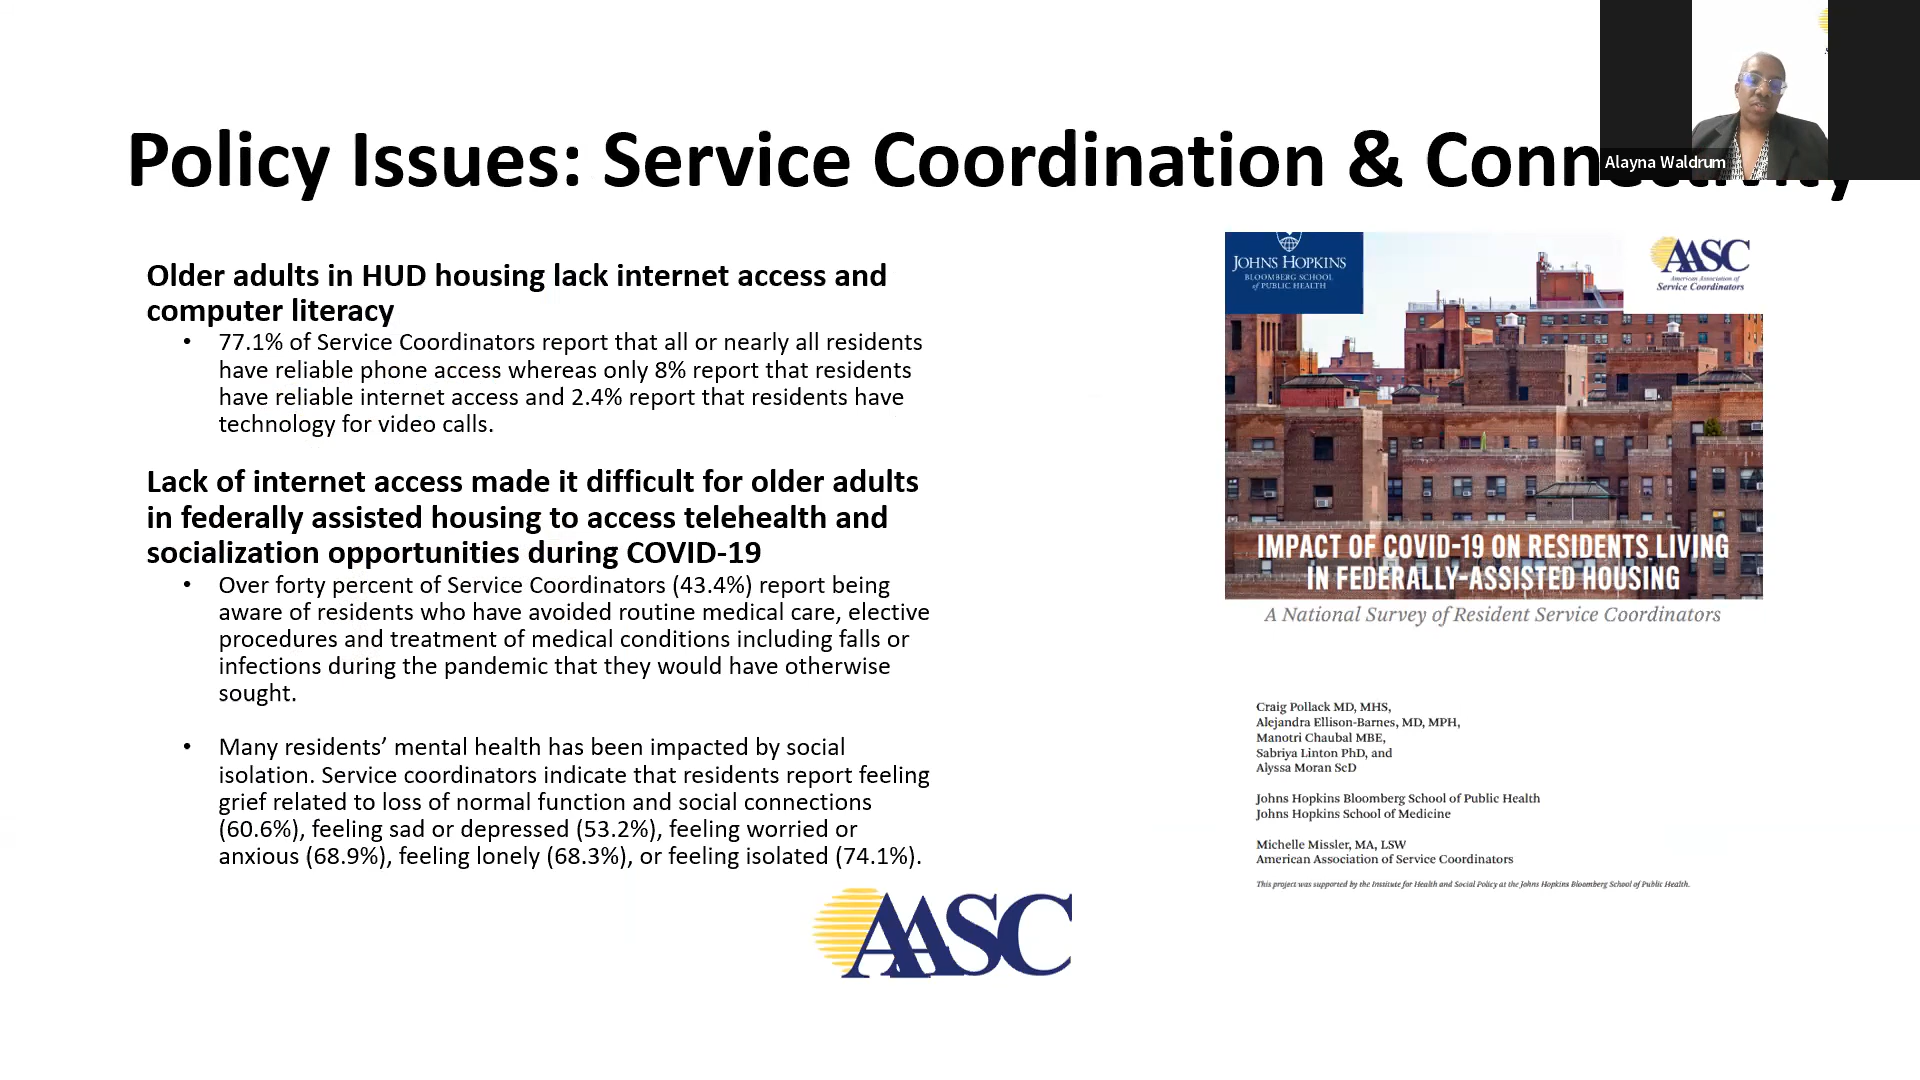 Policy Issues: Service Coordination & Connectivity
Alayna Waldrum
Older adults in HUD housing lack internet access and
computer literacy
• 77.1% of Service Coordinators report that all or nearly all residents
have reliable phone access whereas only 8% report that residents
have reliable internet access and 2.4% report that residents have
technology for video calls.
Lack of internet access made it difficult for older adults
in federally assisted housing to access telehealth and
socialization opportunities during COVID-19
• Over forty percent of Service Coordinators (43.4%) report being
aware of residents who have avoided routine medical care, elective
procedures and treatment of medical conditions including falls or
infections during the pandemic that they would have otherwise
sought.
• Many residents’ mental health has been impacted by social
isolation. Service coordinators indicate that residents report feeling
grief related to loss of normal function and social connections
(60.6%), feeling sad or depressed (53.2%), feeling worried or
anxious (68.9%), feeling lonely (68.3%), or feeling isolated (74.1%).
AASC
JOHNS HOPKINS
BLOOMBERG SCHOOL
of PUBLIC HEALTH
AASC
American Association of
Service Coordinators
IMPACT OF COVID-19 ON RESIDENTS LIVING
IN FEDERALLY-ASSISTED HOUSING
A National Survey of Resident Service Coordinators
Craig Pollack MD, MHS,
Alejandra Ellison-Barnes, MD, MPH,
Manotri Chaubal MBE,
Sabriya Linton PhD, and
Alyssa Moran ScD
Johns Hopkins Bloomberg School of Public Health
Johns Hopkins School of Medicine
Michelle Missler, MA, LSW
American Association of Service Coordinators
This project was supported by the Institute for Health and Social Policy at the Johns Hopkins Bloomberg School of Public Health.